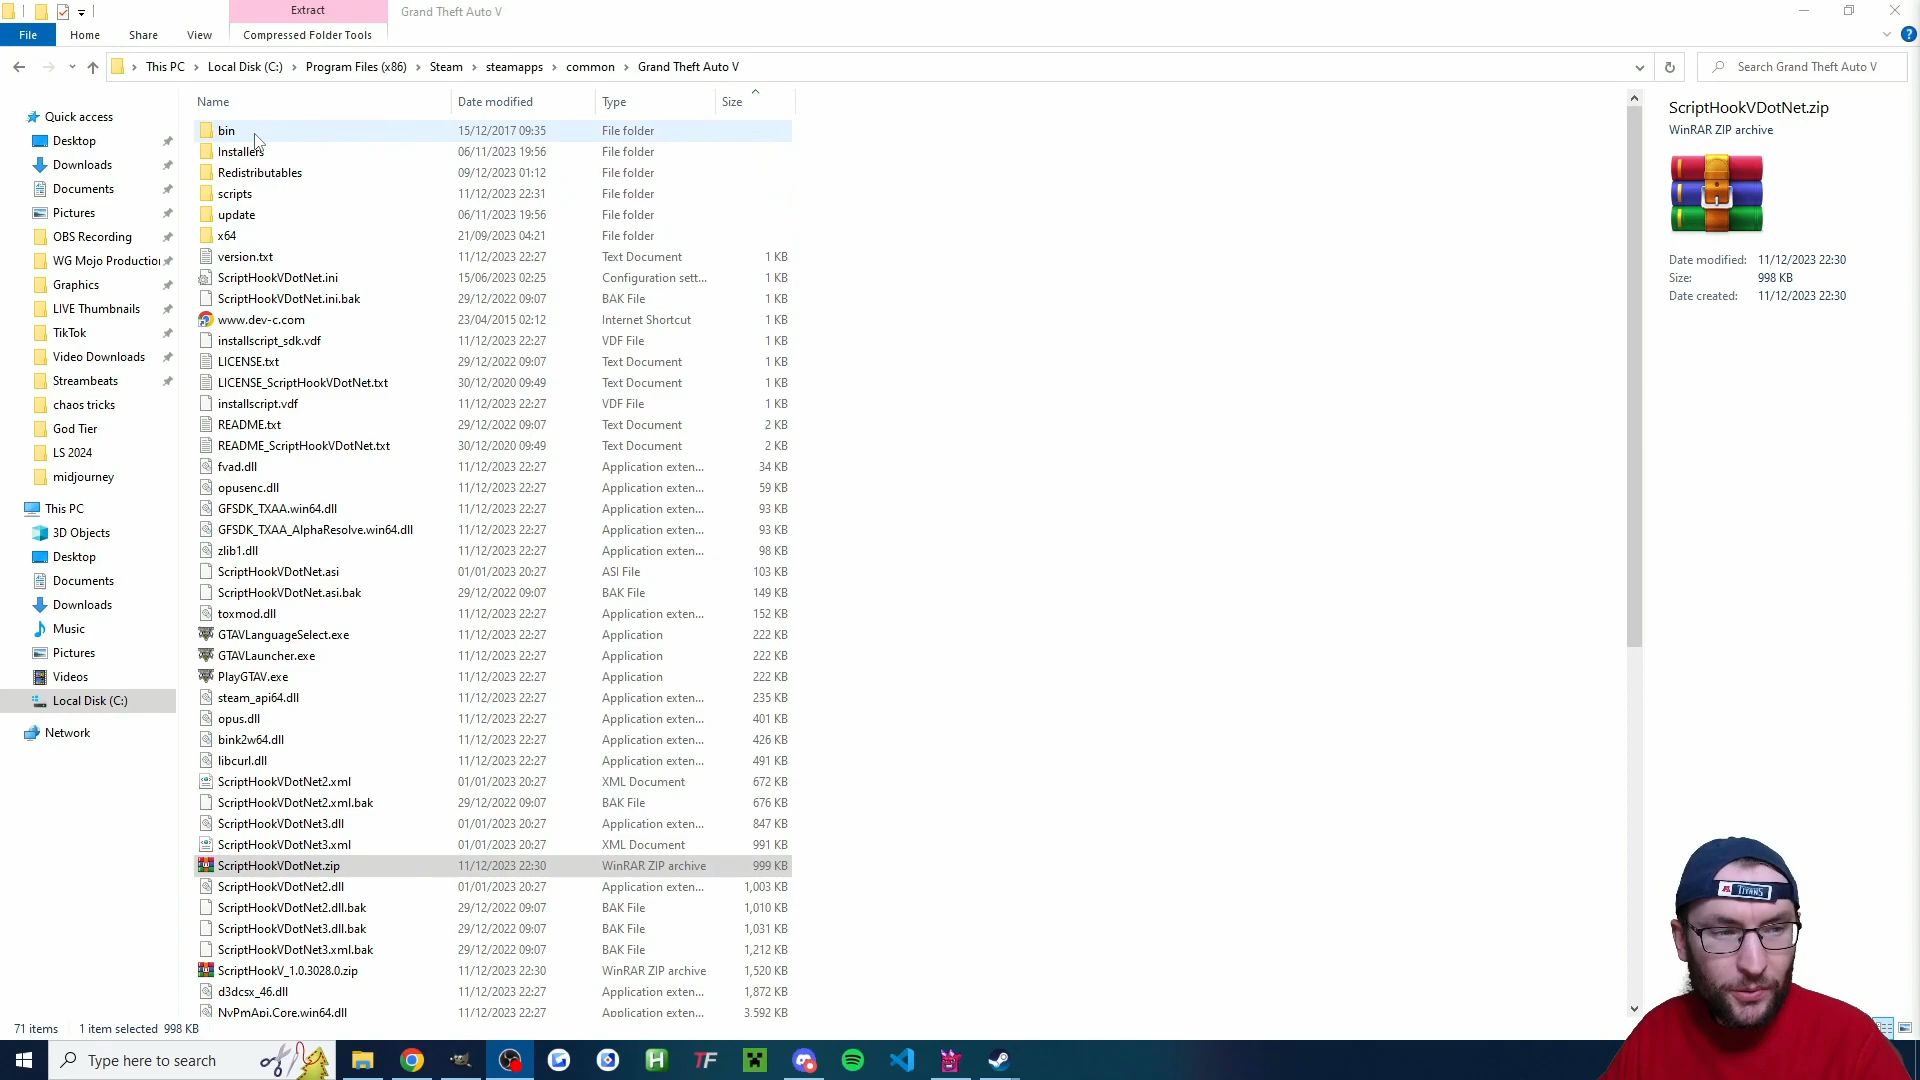 Extract
Grand Theft Auto V
File
Home
Share
View
Compressed Folder Tools
This PC
Local Disk (C:)
Program Files (x86)
Steam
steamapps
common
Grand Theft Auto V
Search Grand Theft Auto V
Name
Date modified
Type
Size
Quick access
Desktop
Downloads
Documents
Pictures
OBS Recording
WG Mojo Production
Graphics
LIVE Thumbnails
TikTok
Video Downloads
Streambeats
chaos tricks
God Tier
LS 2024
midjourney
This PC
3D Objects
Desktop
Documents
Downloads
Music
Pictures
Videos
Local Disk (C:)
Network
bin 15/12/2017 09:35 File folder
Installers 06/11/2023 19:56 File folder
Redistributables 09/12/2023 01:12 File folder
scripts 11/12/2023 22:31 File folder
update 06/11/2023 19:56 File folder
x64 21/09/2023 04:21 File folder
version.txt 11/12/2023 22:27 Text Document 1 KB
ScriptHookVDotNet.ini 15/06/2023 02:25 Configuration sett... 1 KB
ScriptHookVDotNet.ini.bak 29/12/2022 09:07 BAK File 1 KB
www.dev-c.com 23/04/2015 02:12 Internet Shortcut 1 KB
installscript_sdk.vdf 11/12/2023 22:27 VDF File 1 KB
LICENSE.txt 29/12/2022 09:07 Text Document 1 KB
LICENSE_ScriptHookVDotNet.txt 30/12/2020 09:49 Text Document 1 KB
installscript.vdf 11/12/2023 22:27 VDF File 1 KB
README.txt 29/12/2022 09:07 Text Document 2 KB
README_ScriptHookVDotNet.txt 30/12/2020 09:49 Text Document 2 KB
fvad.dll 11/12/2023 22:27 Application exten... 34 KB
opusenc.dll 11/12/2023 22:27 Application exten... 59 KB
GFSDK_TXAA.win64.dll 11/12/2023 22:27 Application exten... 93 KB
GFSDK_TXAA_AlphaResolve.win64.dll 11/12/2023 22:27 Application exten... 93 KB
zlib1.dll 11/12/2023 22:27 Application exten... 98 KB
ScriptHookVDotNet.asi 01/01/2023 20:27 ASI File 103 KB
ScriptHookVDotNet.asi.bak 29/12/2022 09:07 BAK File 149 KB
toxmod.dll 11/12/2023 22:27 Application exten... 152 KB
GTAVLanguageSelect.exe 11/12/2023 22:27 Application 222 KB
GTAVLauncher.exe 11/12/2023 22:27 Application 222 KB
PlayGTAV.exe 11/12/2023 22:27 Application 222 KB
steam_api64.dll 11/12/2023 22:27 Application exten... 235 KB
opus.dll 11/12/2023 22:27 Application exten... 401 KB
bink2w64.dll 11/12/2023 22:27 Application exten... 426 KB
libcurl.dll 11/12/2023 22:27 Application exten... 491 KB
ScriptHookVDotNet2.xml 01/01/2023 20:27 XML Document 672 KB
ScriptHookVDotNet2.xml.bak 29/12/2022 09:07 BAK File 676 KB
ScriptHookVDotNet3.dll 01/01/2023 20:27 Application exten... 847 KB
ScriptHookVDotNet3.xml 01/01/2023 20:27 XML Document 991 KB
ScriptHookVDotNet.zip 11/12/2023 22:30 WinRAR ZIP archive 999 KB
ScriptHookVDotNet2.dll 01/01/2023 20:27 Application exten... 1,003 KB
ScriptHookVDotNet2.dll.bak 29/12/2022 09:07 BAK File 1,010 KB
ScriptHookVDotNet3.dll.bak 29/12/2022 09:07 BAK File 1,031 KB
ScriptHookVDotNet3.xml.bak 29/12/2022 09:07 BAK File 1,212 KB
ScriptHookV_1.0.3028.0.zip 11/12/2023 22:30 WinRAR ZIP archive 1,520 KB
d3dcsx_46.dll 11/12/2023 22:27 Application exten... 1,872 KB
NvPmApi.Core.win64.dll 11/12/2023 22:27 Application exten... 3,592 KB
ScriptHookVDotNet.zip
WinRAR ZIP archive
Date modified: 11/12/2023 22:30
Size: 998 KB
Date created: 11/12/2023 22:30
TITANS
71 items 1 item selected 998 KB
Type here to search
H
TF